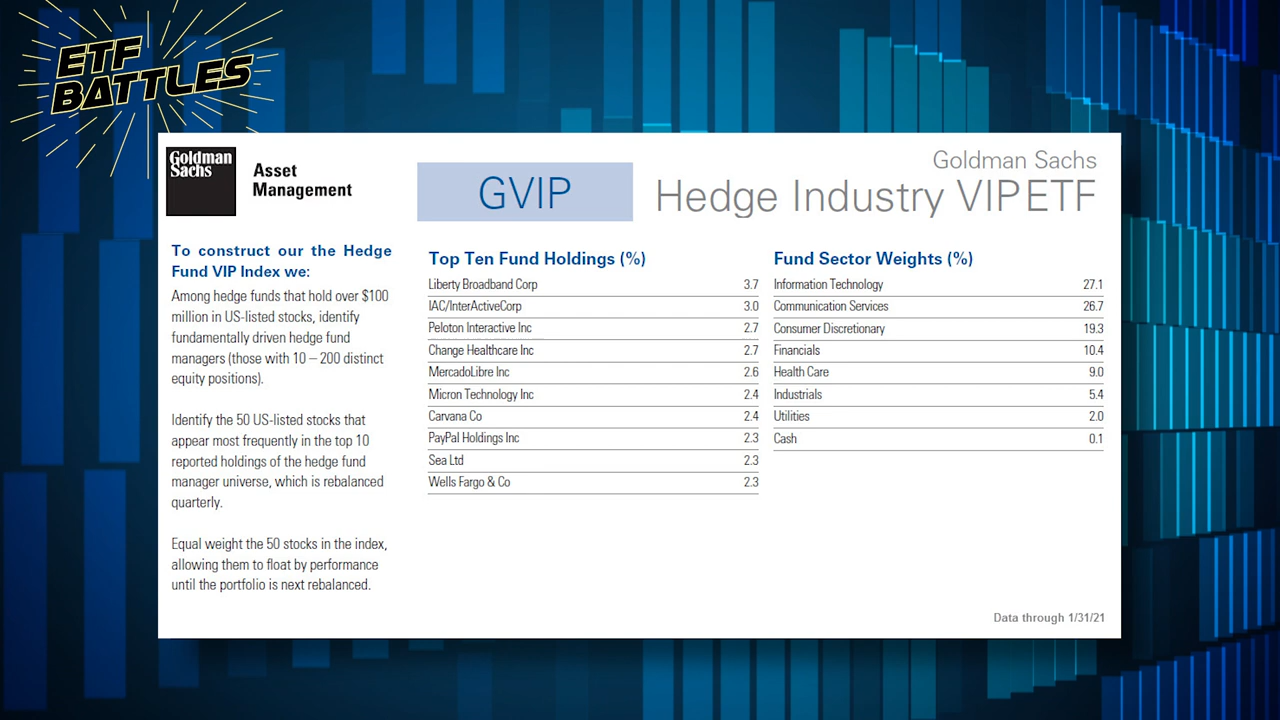 ETF
BATTLES
Goldman
Sachs
Asset
Management
GVIP
Goldman Sachs
Hedge Industry VIP ETF
To construct our the Hedge
Fund VIP Index we:
Among hedge funds that hold over $100
million in US-listed stocks, identify
fundamentally driven hedge fund
managers (those with 10 – 200 distinct
equity positions).
Identify the 50 US-listed stocks that
appear most frequently in the top 10
reported holdings of the hedge fund
manager universe, which is rebalanced
quarterly.
Equal weight the 50 stocks in the index,
allowing them to float by performance
until the portfolio is next rebalanced.
Top Ten Fund Holdings (%)
Liberty Broadband Corp 3.7
IAC/InterActiveCorp 3.0
Peloton Interactive Inc 2.7
Change Healthcare Inc 2.7
MercadoLibre Inc 2.6
Micron Technology Inc 2.4
Carvana Co 2.4
PayPal Holdings Inc 2.3
Sea Ltd 2.3
Wells Fargo & Co 2.3
Fund Sector Weights (%)
Information Technology 27.1
Communication Services 26.7
Consumer Discretionary 19.3
Financials 10.4
Health Care 9.0
Industrials 5.4
Utilities 2.0
Cash 0.1
Data through 1/31/21